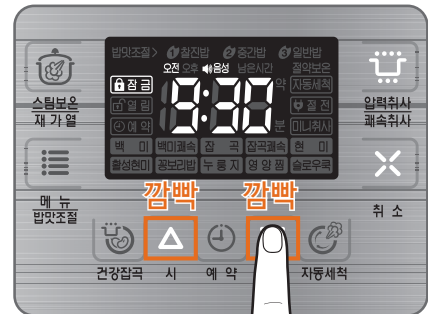 밥맛조절> 1 찰진밥 2 중간밥 3 일반밥
오전 오후 음성 남은시간 절약보온
잠금 9:30 약 자동세척
열림 절전
예약 분 미니취사
백미 백미쾌속 잡곡 잡곡쾌속 현미
활성현미 꽁보리밥 누룽지 영양찜 슬로우쿡
스팀보온
재가열
압력취사
쾌속취사
메뉴
밥맛조절
취소
깜빡 깜빡
건강잡곡 시 예약 자동세척